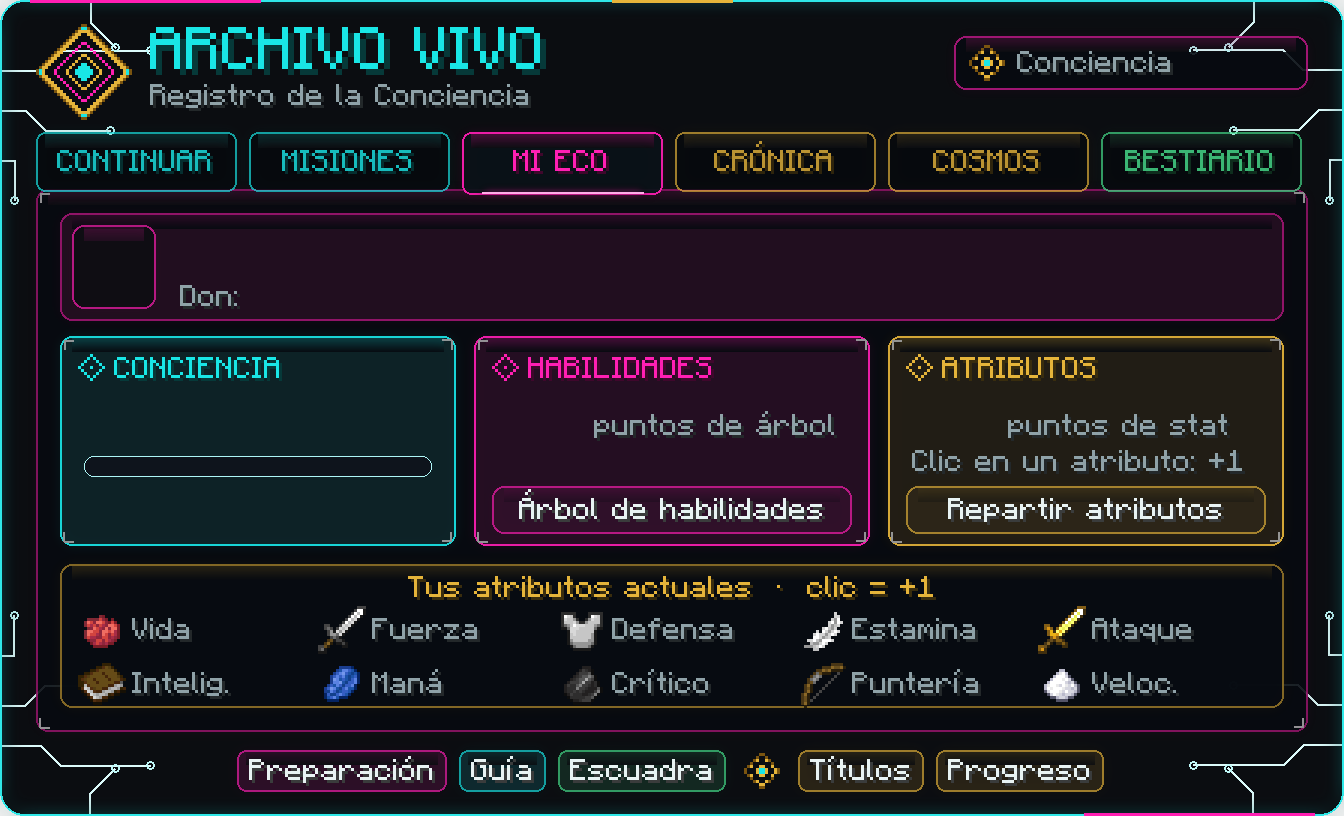 ARCHIVO VIVO
Registro de la Conciencia
Conciencia
CONTINUAR
MISIONES
MI ECO
CRÓNICA
COSMOS
BESTIARIO
Don:
CONCIENCIA
HABILIDADES
puntos de árbol
Árbol de habilidades
ATRIBUTOS
puntos de stat
Clic en un atributo: +1
Repartir atributos
Tus atributos actuales · clic = +1
Vida
Fuerza
Defensa
Estamina
Ataque
Intelig.
Maná
Crítico
Puntería
Veloc.
Preparación
Guía
Escuadra
Títulos
Progreso